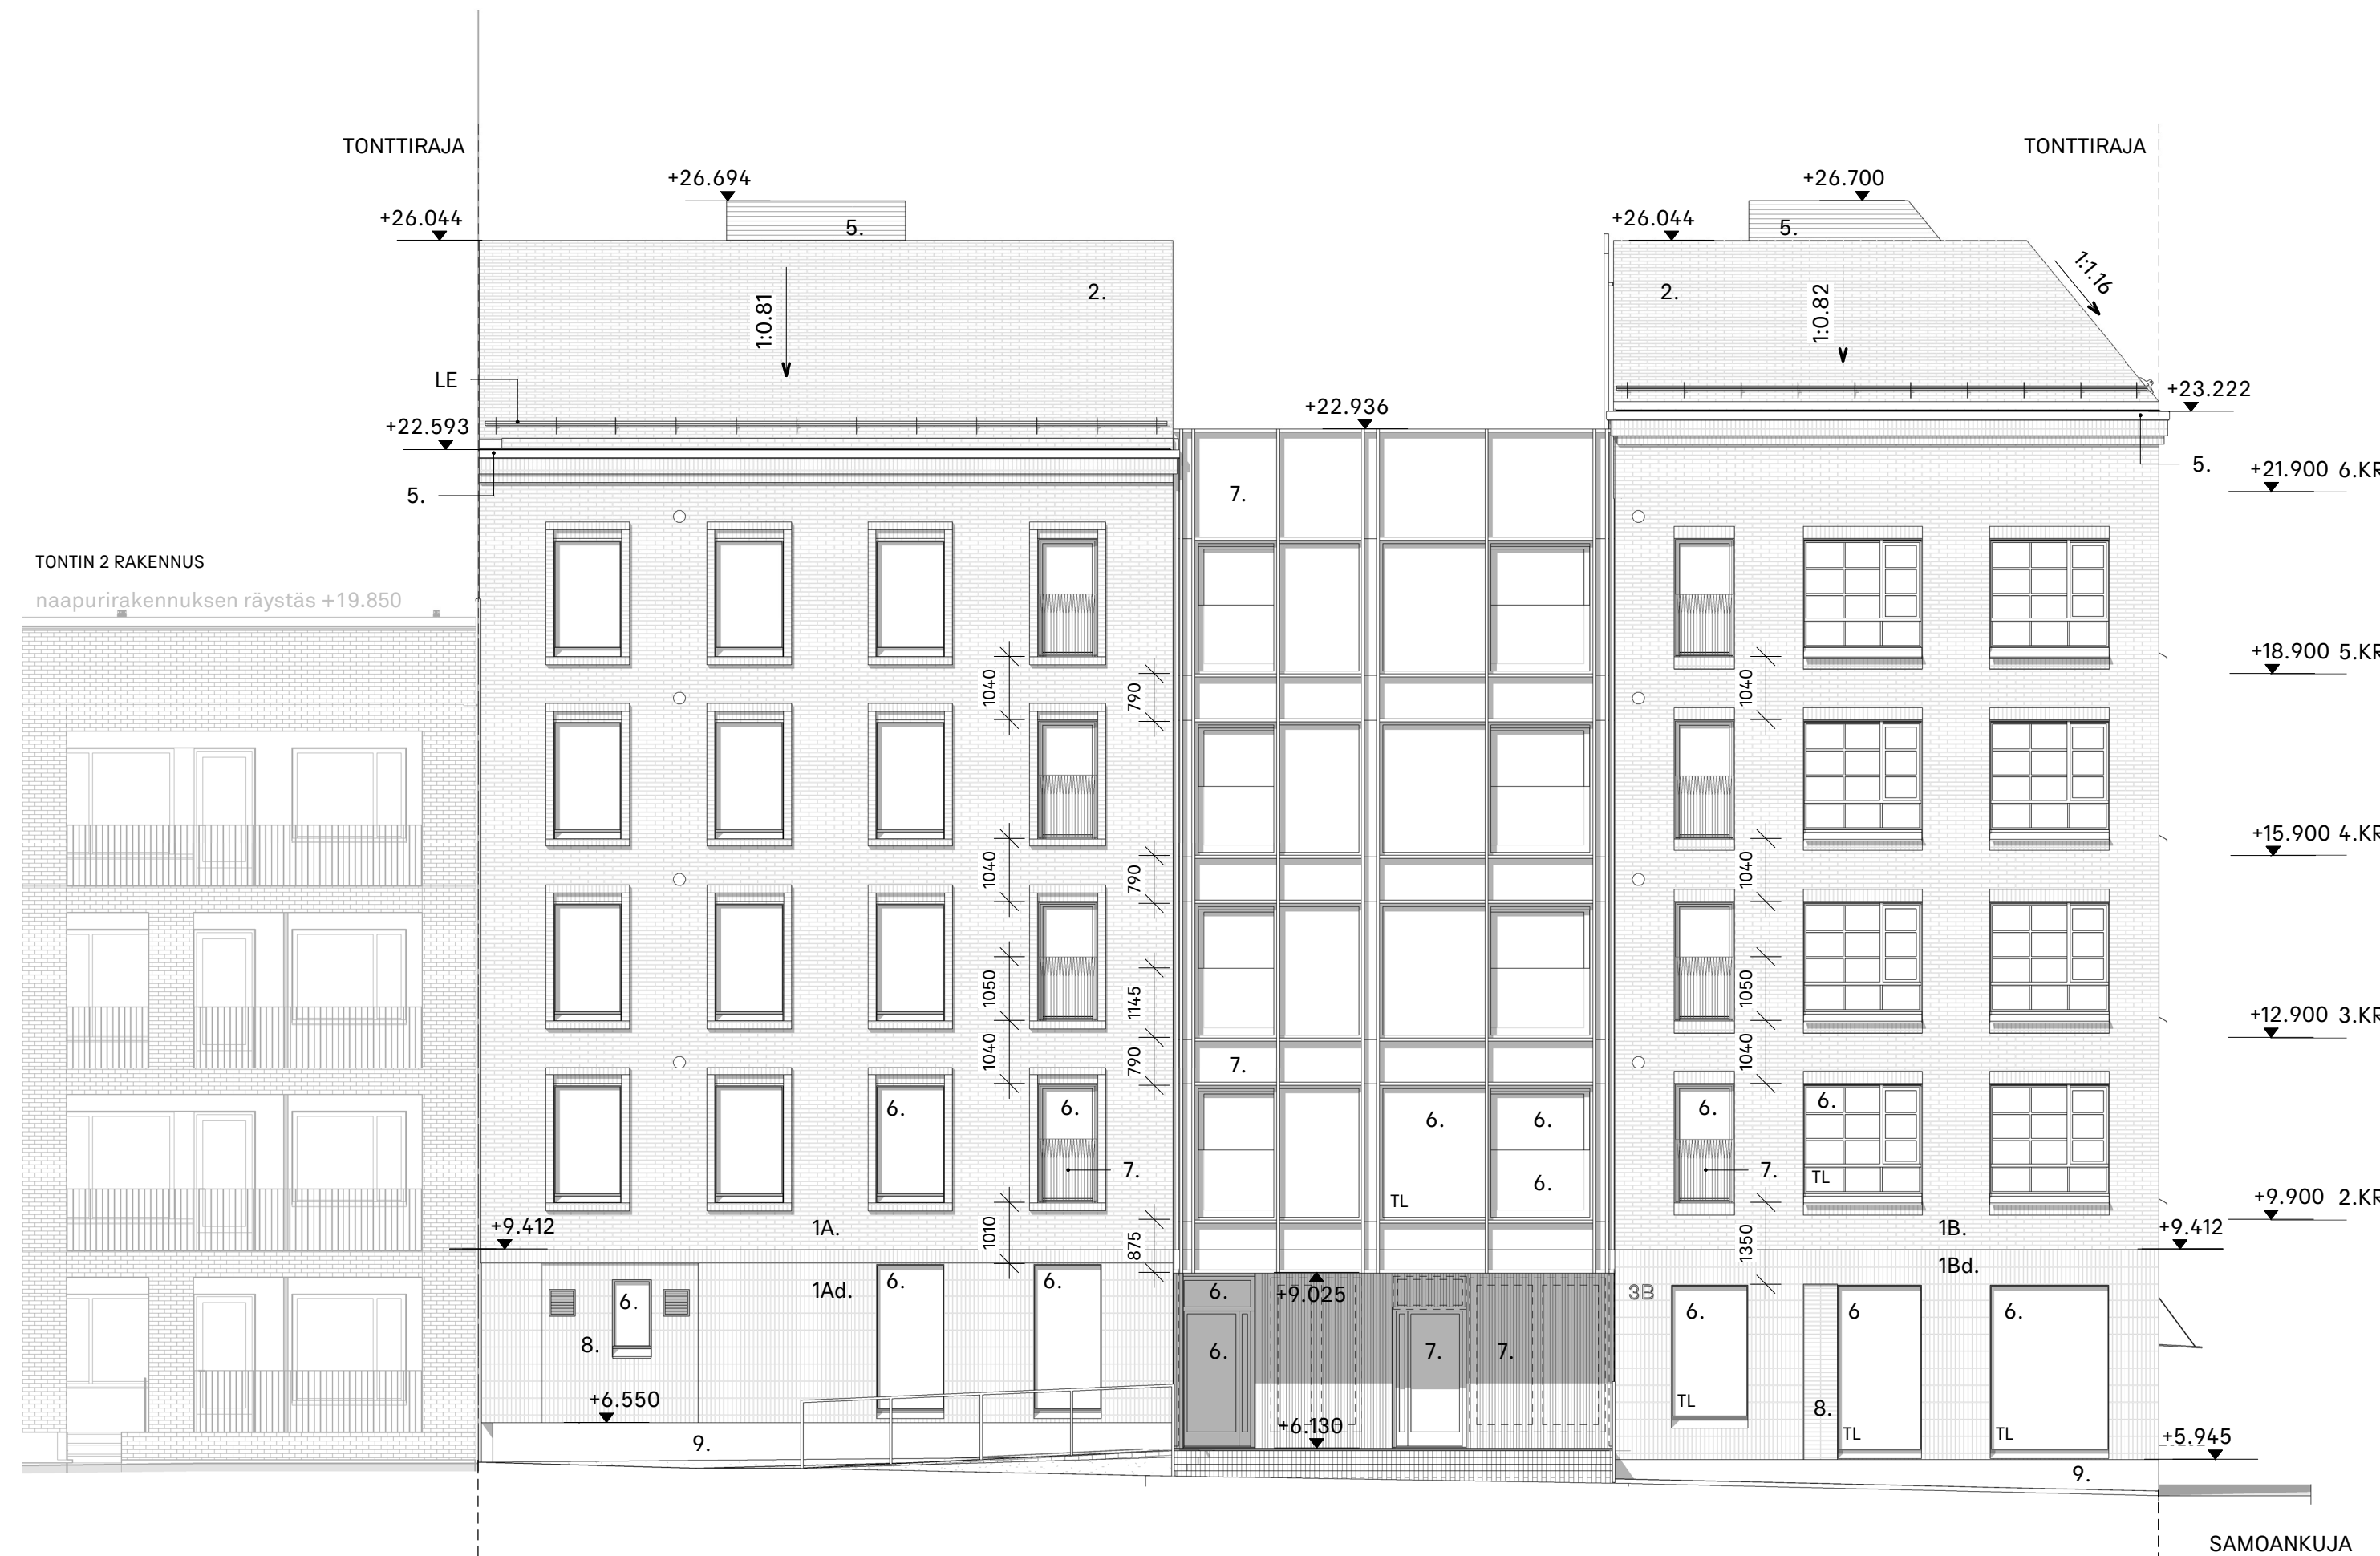 TONTTIRAJA
TONTTIRAJA
+26.694
+26.700
+26.044
+26.044
5.
5.
2.
2.
1:0.81
1:0.82
1:1.16
LE
+22.593
+22.936
+23.222
5.
7.
5.
+21.900 6.KR
TONTIN 2 RAKENNUS
naapurirakennuksen räystäs +19.850
1040
790
1040
+18.900 5.KR
1040
790
1040
+15.900 4.KR
1050
1145
1050
+12.900 3.KR
1040
790
7.
1040
6.
6.
6.
6.
6.
6.
7.
6.
7.
TL
TL
+9.900 2.KR
+9.412
1A.
1010
875
1350
1B.
+9.412
1Ad.
1Bd.
6.
6.
6.
8.
6.
+9.025
3B
6.
6
6.
6.
7.
7.
TL
+6.550
8.
+6.130
TL
TL
+5.945
9.
9.
SAMOANKUJA